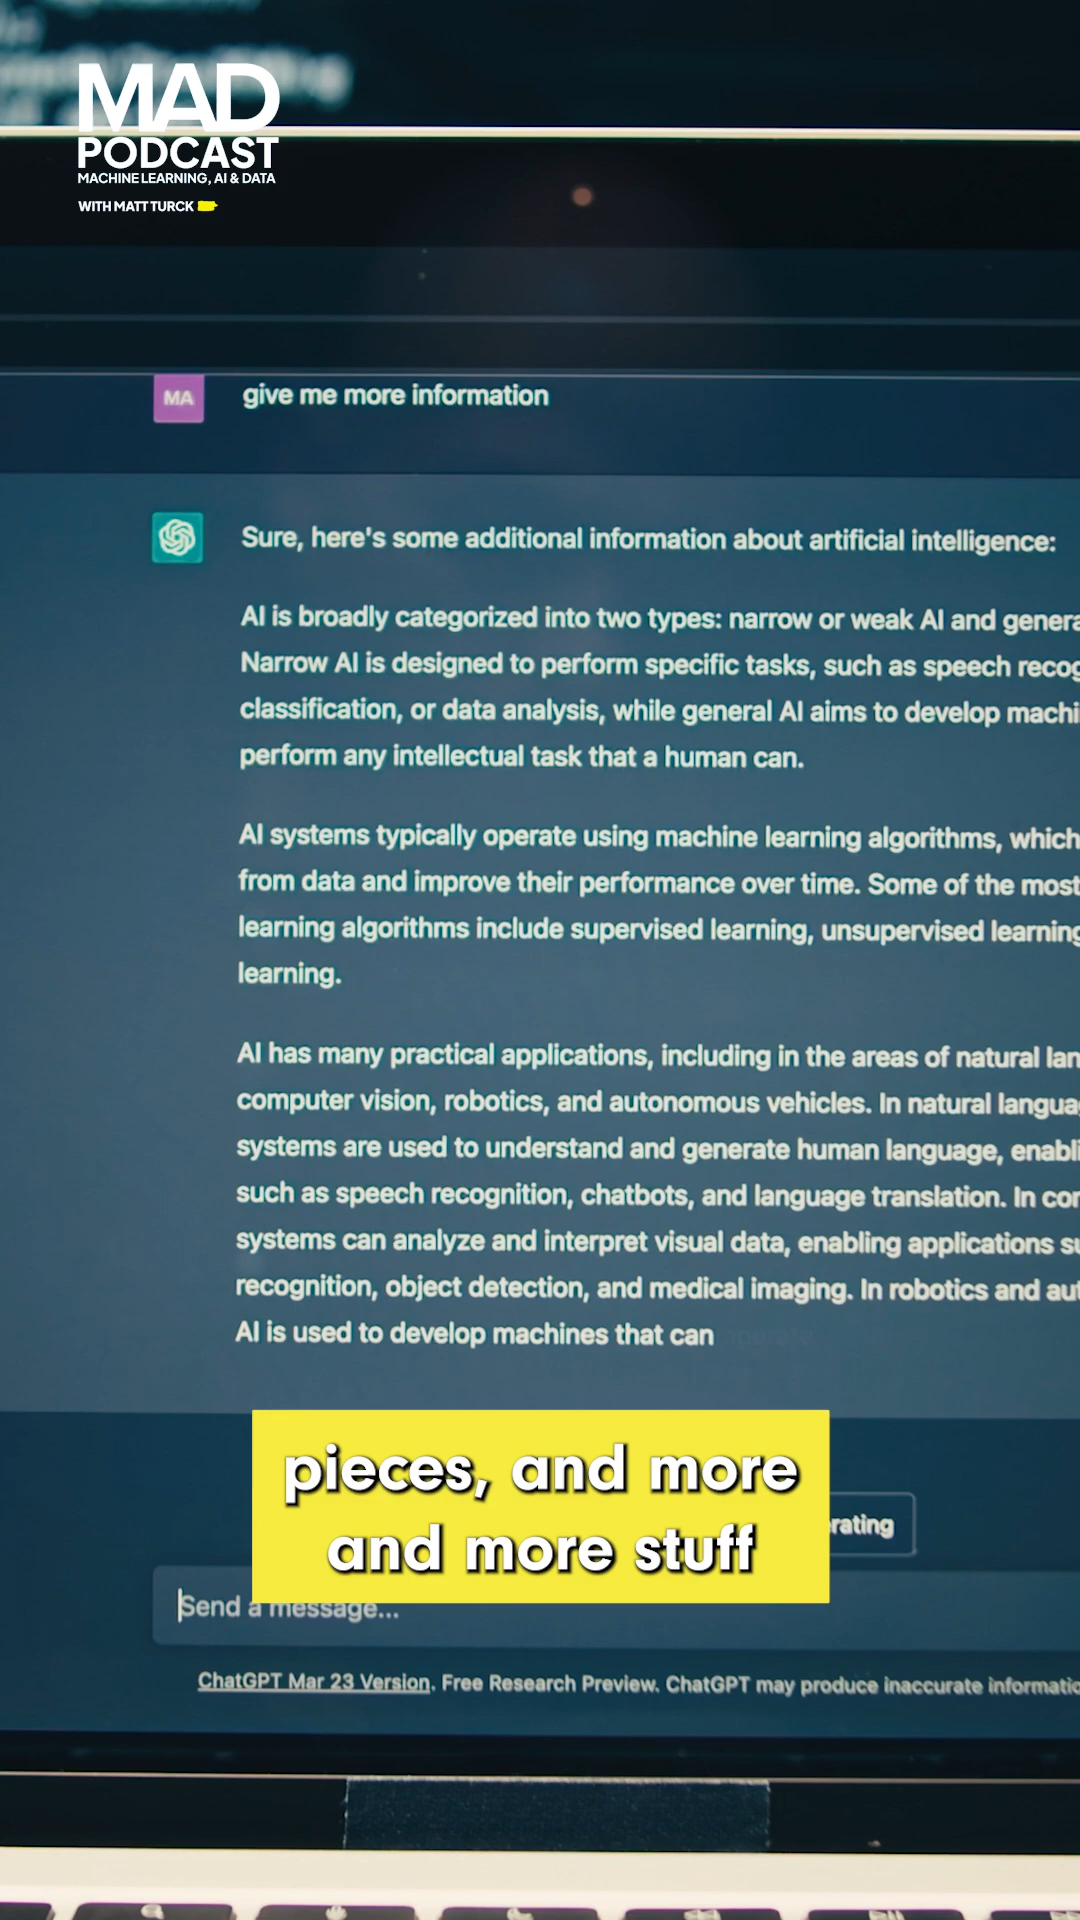 MAD
PODCAST
MACHINE LEARNING, AI & DATA
WITH MATT TURCK
MA
give me more information
Sure, here's some additional information about artificial intelligence:
AI is broadly categorized into two types: narrow or weak AI and genera
Narrow AI is designed to perform specific tasks, such as speech recog
classification, or data analysis, while general AI aims to develop machi
perform any intellectual task that a human can.
AI systems typically operate using machine learning algorithms, which
from data and improve their performance over time. Some of the most
learning algorithms include supervised learning, unsupervised learning
learning.
AI has many practical applications, including in the areas of natural lan
computer vision, robotics, and autonomous vehicles. In natural langua
systems are used to understand and generate human language, enabli
such as speech recognition, chatbots, and language translation. In co
systems can analyze and interpret visual data, enabling applications su
recognition, object detection, and medical imaging. In robotics and aut
AI is used to develop machines that can
pieces, and more
and more stuff
rating
Send a message...
ChatGPT Mar 23 Version. Free Research Preview. ChatGPT may produce inaccurate informatio